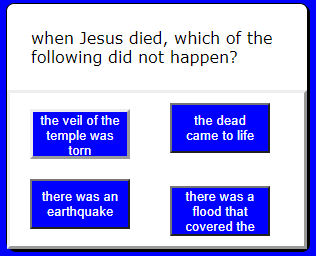 when Jesus died, which of the
following did not happen?
the veil of the
temple was
torn
the dead
came to life
there was an
earthquake
there was a
flood that
covered the